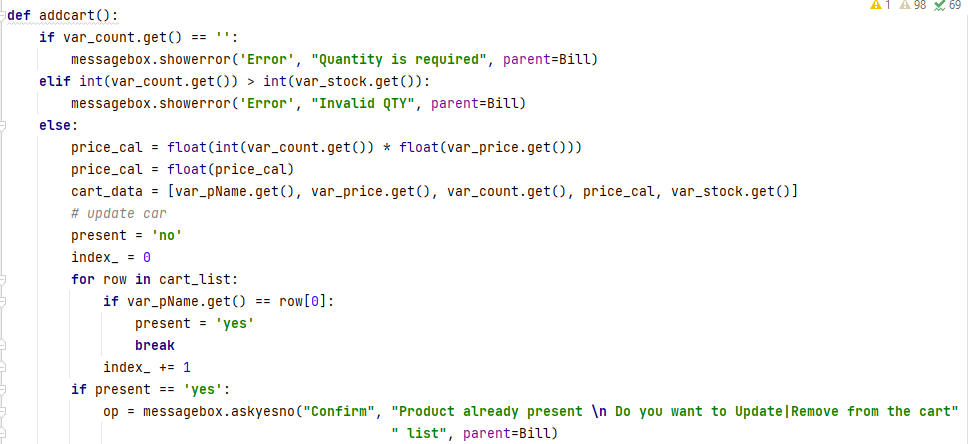 1 98 69
def addcart():
    if var_count.get() == '':
        messagebox.showerror('Error', "Quantity is required", parent=Bill)
    elif int(var_count.get()) > int(var_stock.get()):
        messagebox.showerror('Error', "Invalid QTY", parent=Bill)
    else:
        price_cal = float(int(var_count.get()) * float(var_price.get()))
        price_cal = float(price_cal)
        cart_data = [var_pName.get(), var_price.get(), var_count.get(), price_cal, var_stock.get()]
        # update car
        present = 'no'
        index_ = 0
        for row in cart_list:
            if var_pName.get() == row[0]:
                present = 'yes'
                break
            index_ += 1
        if present == 'yes':
            op = messagebox.askyesno("Confirm", "Product already present \n Do you want to Update|Remove from the cart"
                                                " list", parent=Bill)